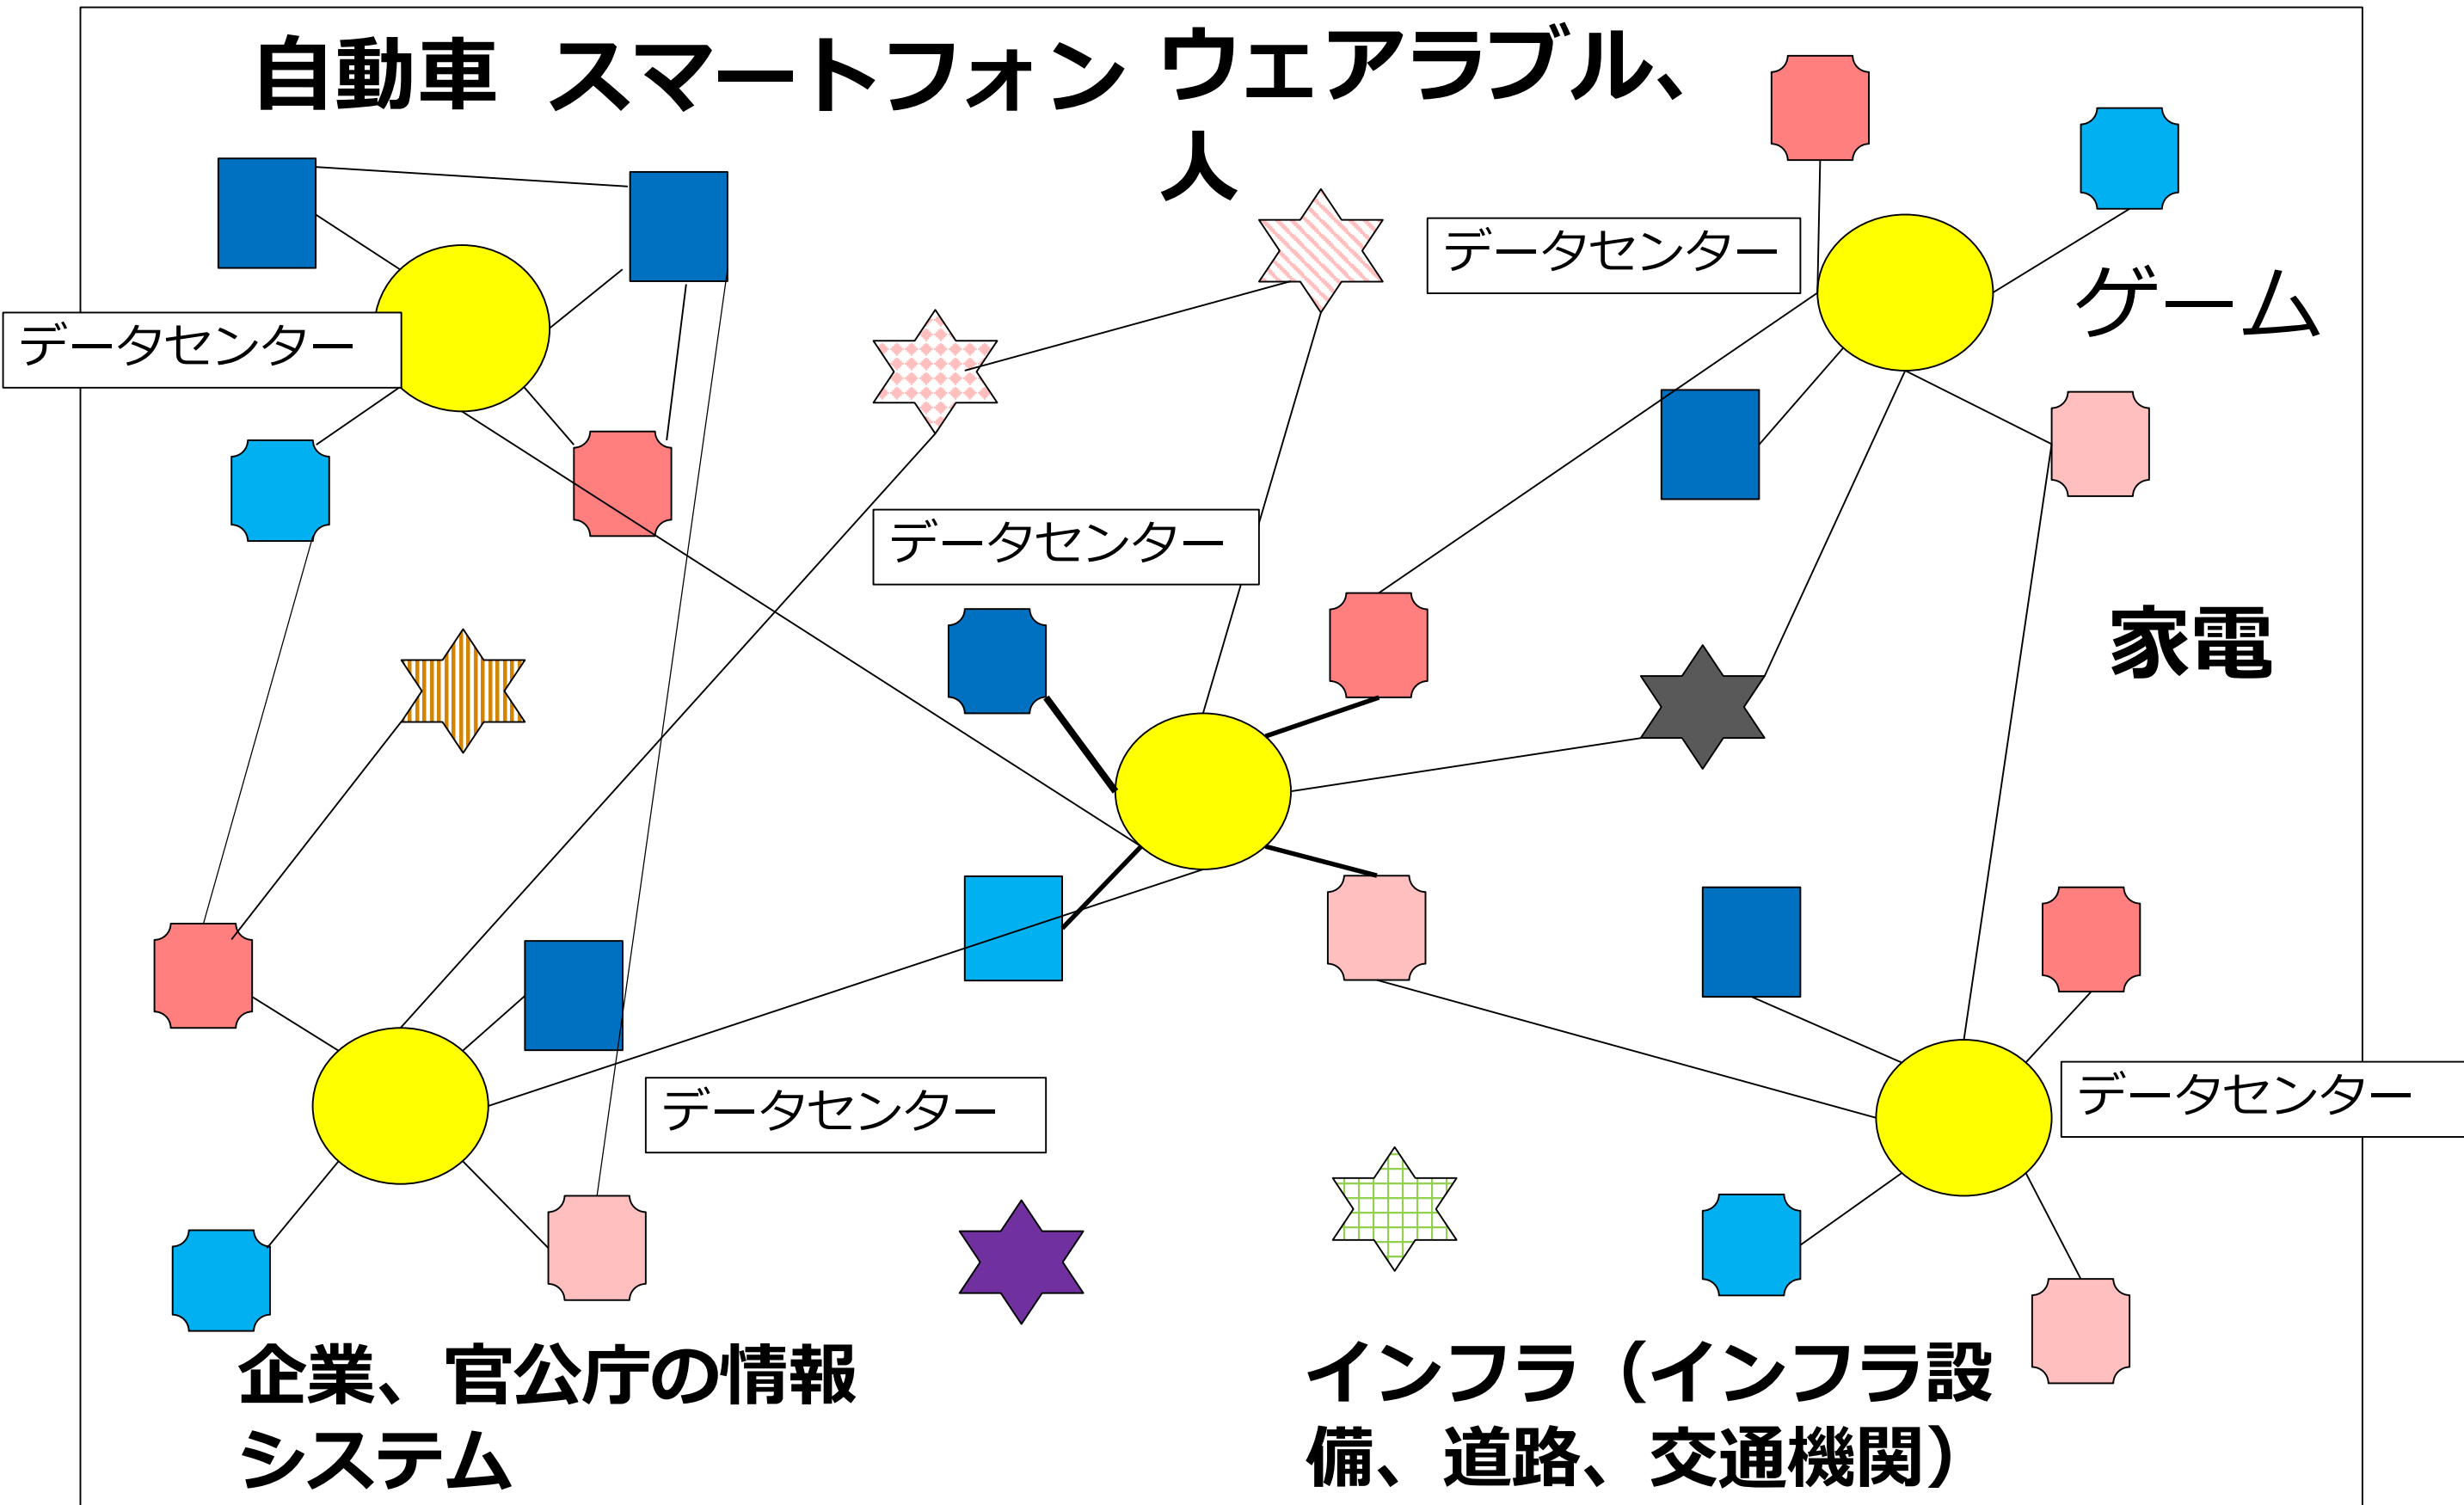 自動車 スマートフォン ウェアラブル、
人
データセンター
ゲーム
データセンター
データセンター
家電
データセンター
データセンター
企業、官公庁の情報
システム
インフラ（インフラ設
備、道路、交通機関）